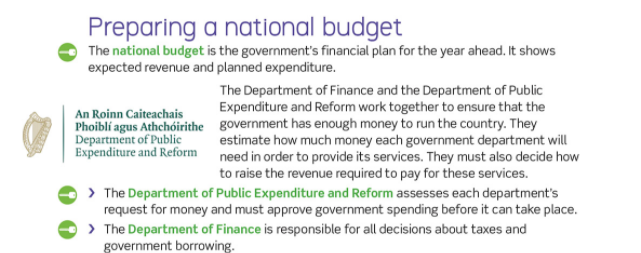 Preparing a national budget
The national budget is the government's financial plan for the year ahead. It shows
expected revenue and planned expenditure.
An Roinn Caiteachais
Phoiblí agus Athchóirithe
Department of Public
Expenditure and Reform
The Department of Finance and the Department of Public
Expenditure and Reform work together to ensure that the
government has enough money to run the country. They
estimate how much money each government department will
need in order to provide its services. They must also decide how
to raise the revenue required to pay for these services.
› The Department of Public Expenditure and Reform assesses each department's
request for money and must approve government spending before it can take place.
› The Department of Finance is responsible for all decisions about taxes and
government borrowing.